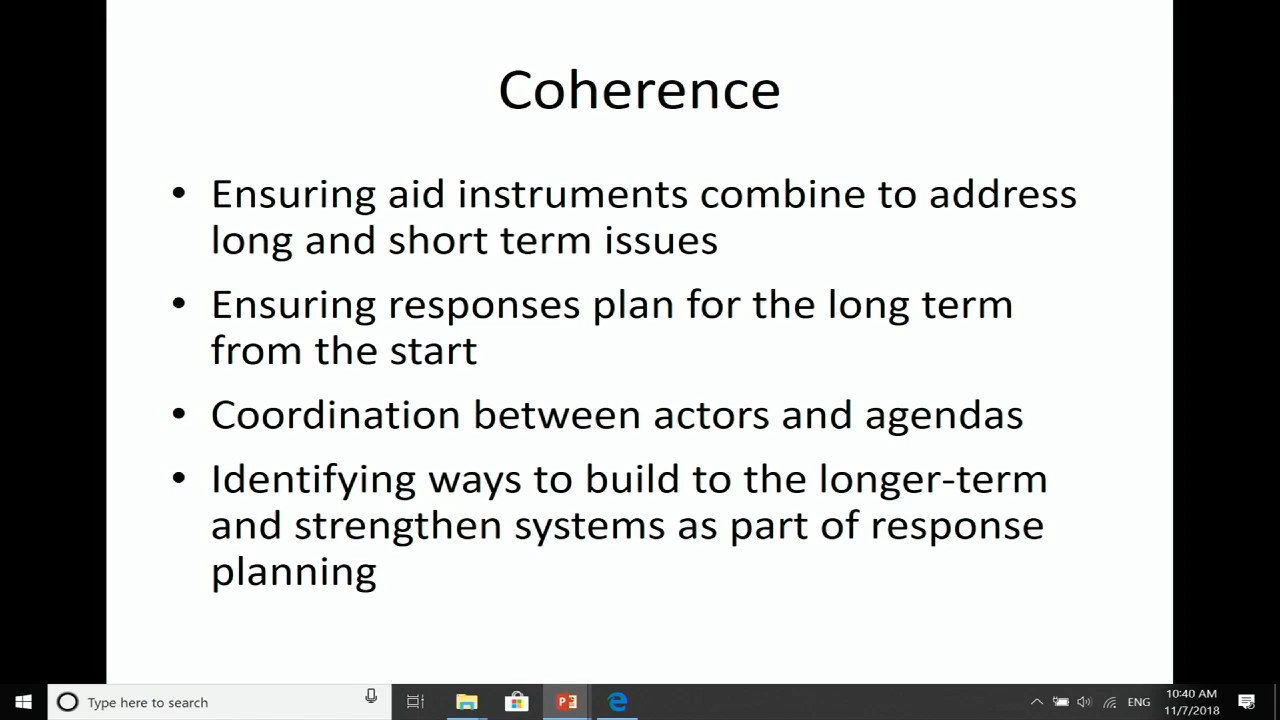 Coherence
• Ensuring aid instruments combine to address
long and short term issues
• Ensuring responses plan for the long term
from the start
• Coordination between actors and agendas
• Identifying ways to build to the longer-term
and strengthen systems as part of response
planning
Type here to search
ENG
10:40 AM
11/7/2018